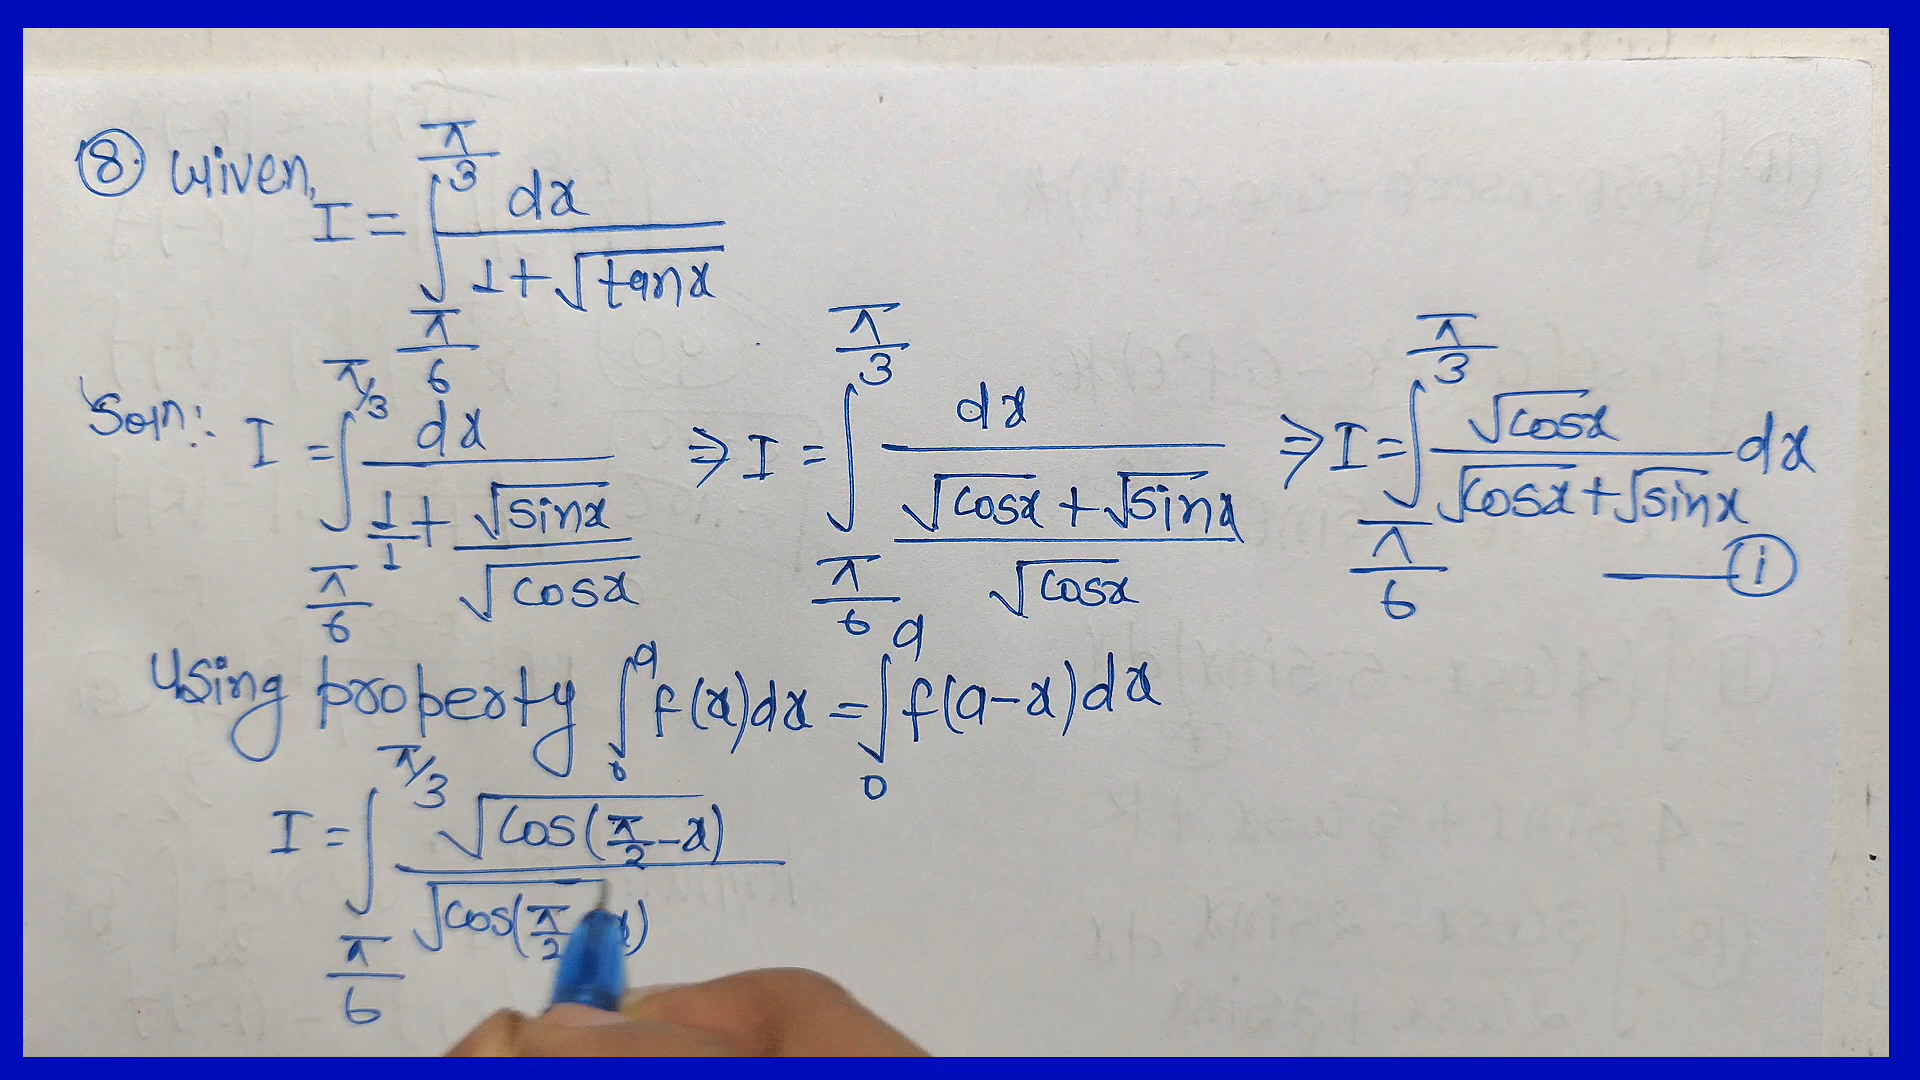 ⑧ Given, I = ∫_{π/6}^{π/3} dx / (1 + √tanx)
Soln: I = ∫_{π/6}^{π/3} dx / (1/1 + √sinx / √cosx) ⇒ I = ∫_{π/6}^{π/3} dx / ((√cosx + √sinx) / √cosx) ⇒ I = ∫_{π/6}^{π/3} √cosx / (√cosx + √sinx) dx —— ⓘ
Using property ∫_0^a f(x)dx = ∫_0^a f(a-x)dx
I = ∫_{π/6}^{π/3} √cos(π/2 - x) / √cos(π/2 x)